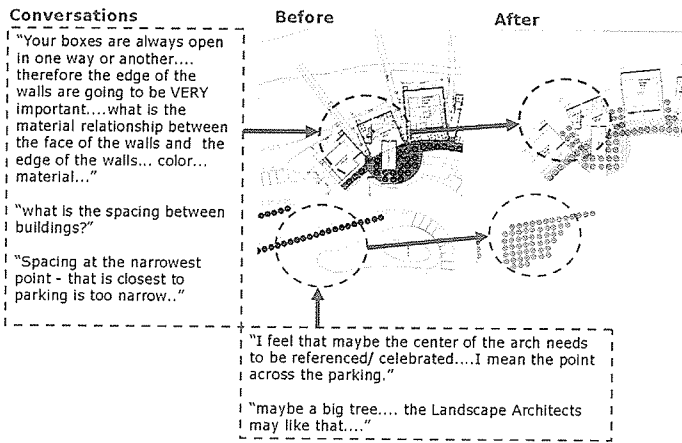 Conversations
Before
After
“Your boxes are always open
in one way or another....
therefore the edge of the
walls are going to be VERY
important....what is the
material relationship between
the face of the walls and the
edge of the walls... color...
material...”
“what is the spacing between
buildings?”
“Spacing at the narrowest
point - that is closest to
parking is too narrow..”
“I feel that maybe the center of the arch needs
to be referenced/ celebrated....I mean the point
across the parking.”
“maybe a big tree.... the Landscape Architects
may like that....”